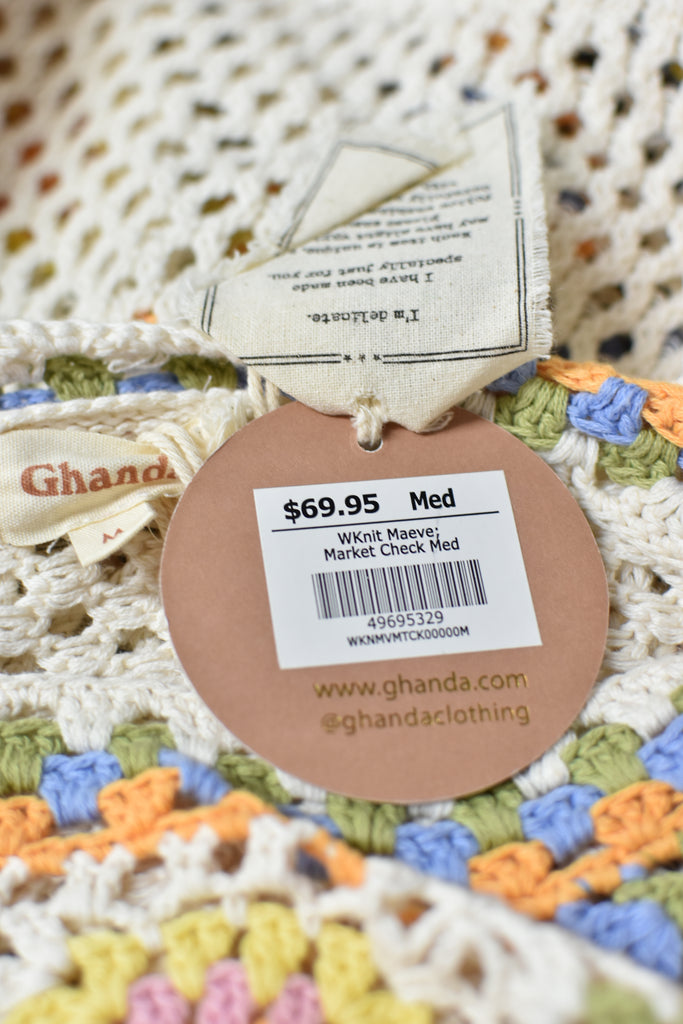 I'm delicate.
I have been made
specially just for you.
Each item is unique
may have slight
please
Ghanda
M
$69.95 Med
WKnit Maeve;
Market Check Med
49695329
WKNMVMTCK00000M
www.ghanda.com
@ghandaclothing